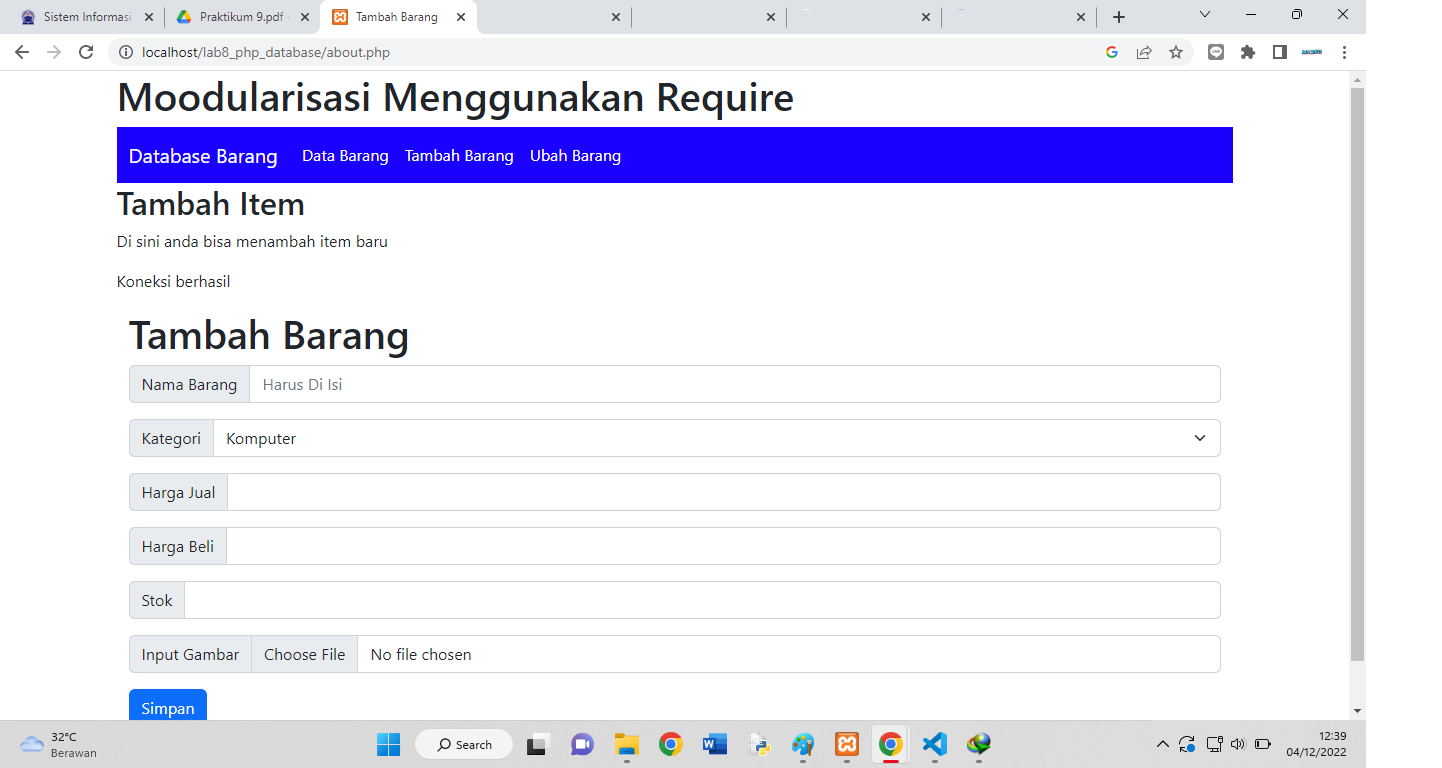 Sistem Informasi
Praktikum 9.pdf -
Tambah Barang
localhost/lab8_php_database/about.php
Moodularisasi Menggunakan Require
Database Barang Data Barang Tambah Barang Ubah Barang
Tambah Item
Di sini anda bisa menambah item baru
Koneksi berhasil
Tambah Barang
Nama Barang Harus Di Isi
Kategori Komputer
Harga Jual
Harga Beli
Stok
Input Gambar Choose File No file chosen
Simpan
32°C
Berawan
Search
12:39
04/12/2022